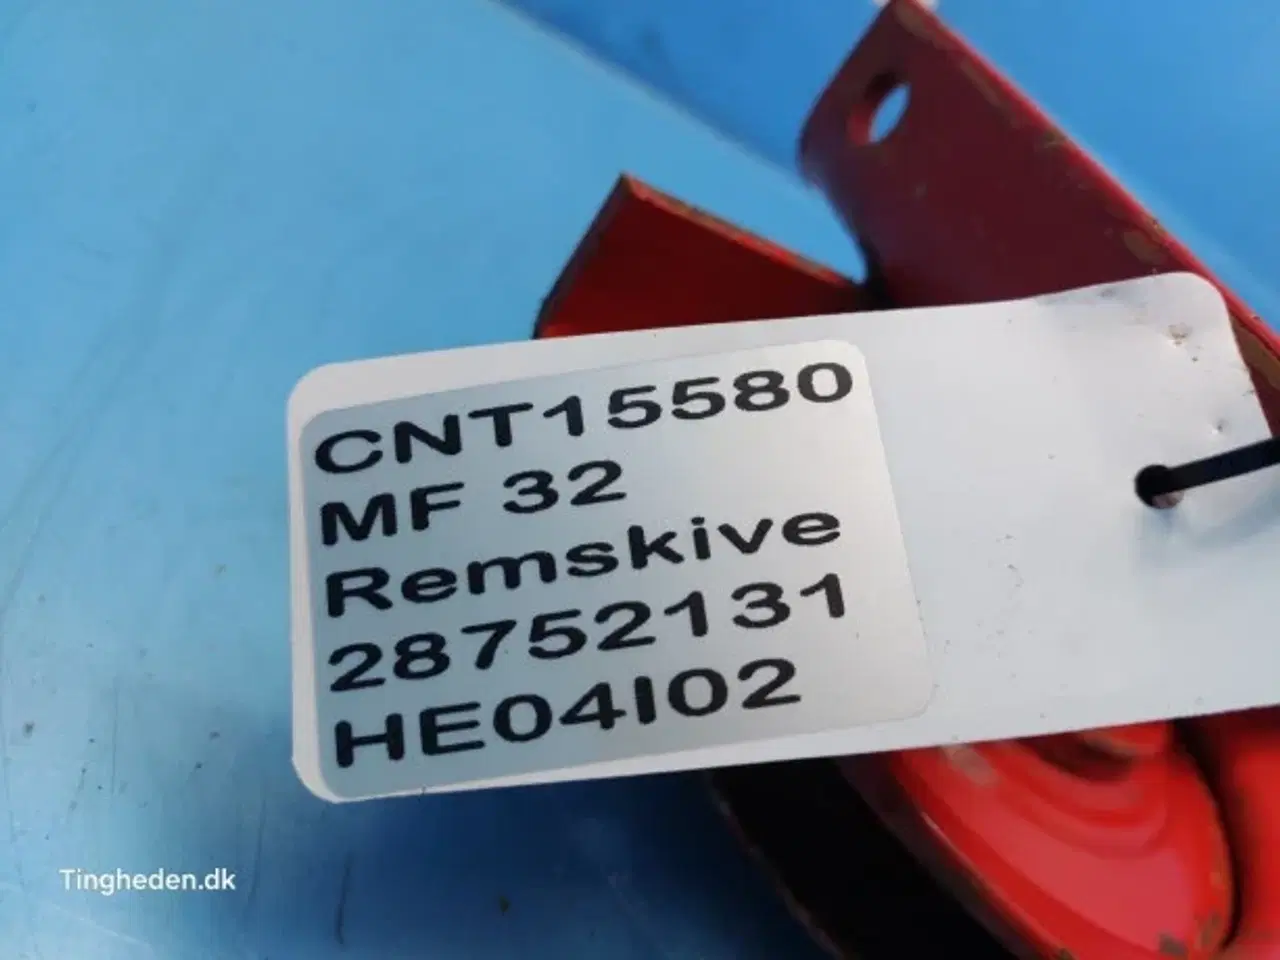 CNT15580
MF 32
Remskive
28752131
HE04I02
Tingheden.dk